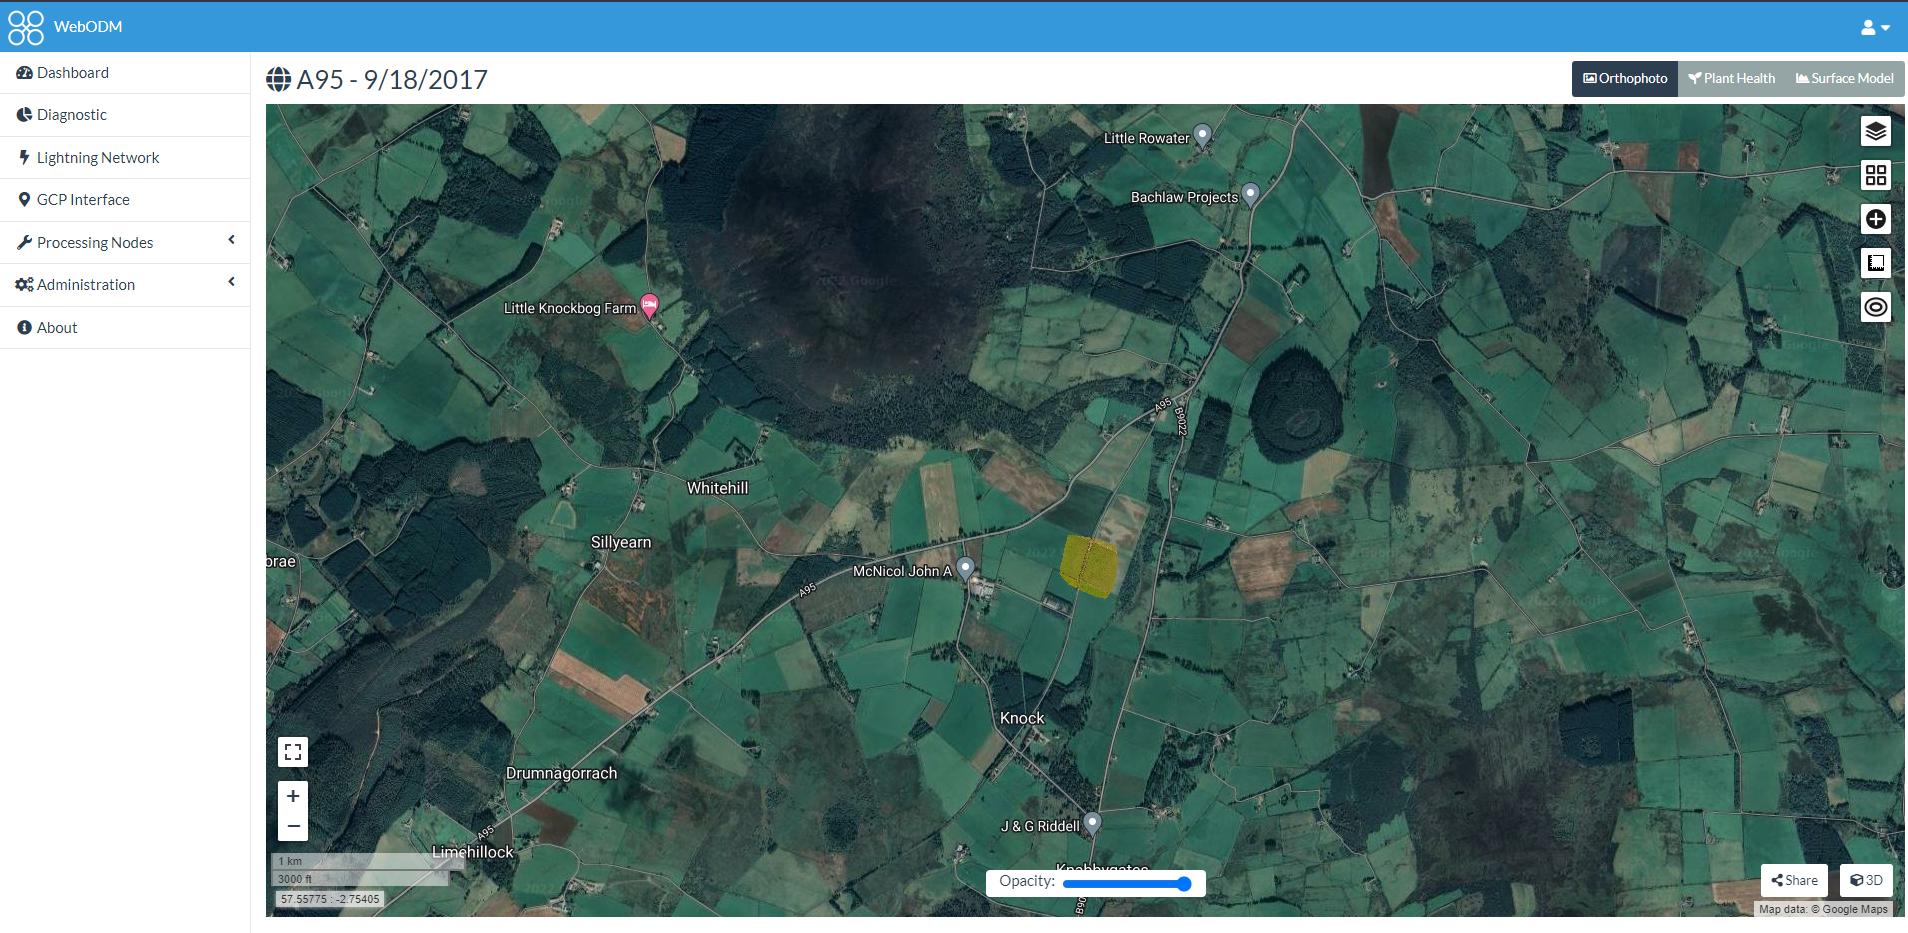 WebODM
Dashboard
Diagnostic
Lightning Network
GCP Interface
Processing Nodes
Administration
About
A95 - 9/18/2017
Orthophoto
Plant Health
Surface Model
Little Rowater
Bachlaw Projects
2022 Google
Little Knockbog Farm
A95
B9022
Whitehill
Sillyearn
brae
McNicol John A
A95
Knock
Drumnagorrach
J & G Riddell
A95
Limehillock
Knabbygates
+
−
1 km
3000 ft
57.55775 : -2.75405
Opacity:
B90
Share
3D
Map data: © Google Maps